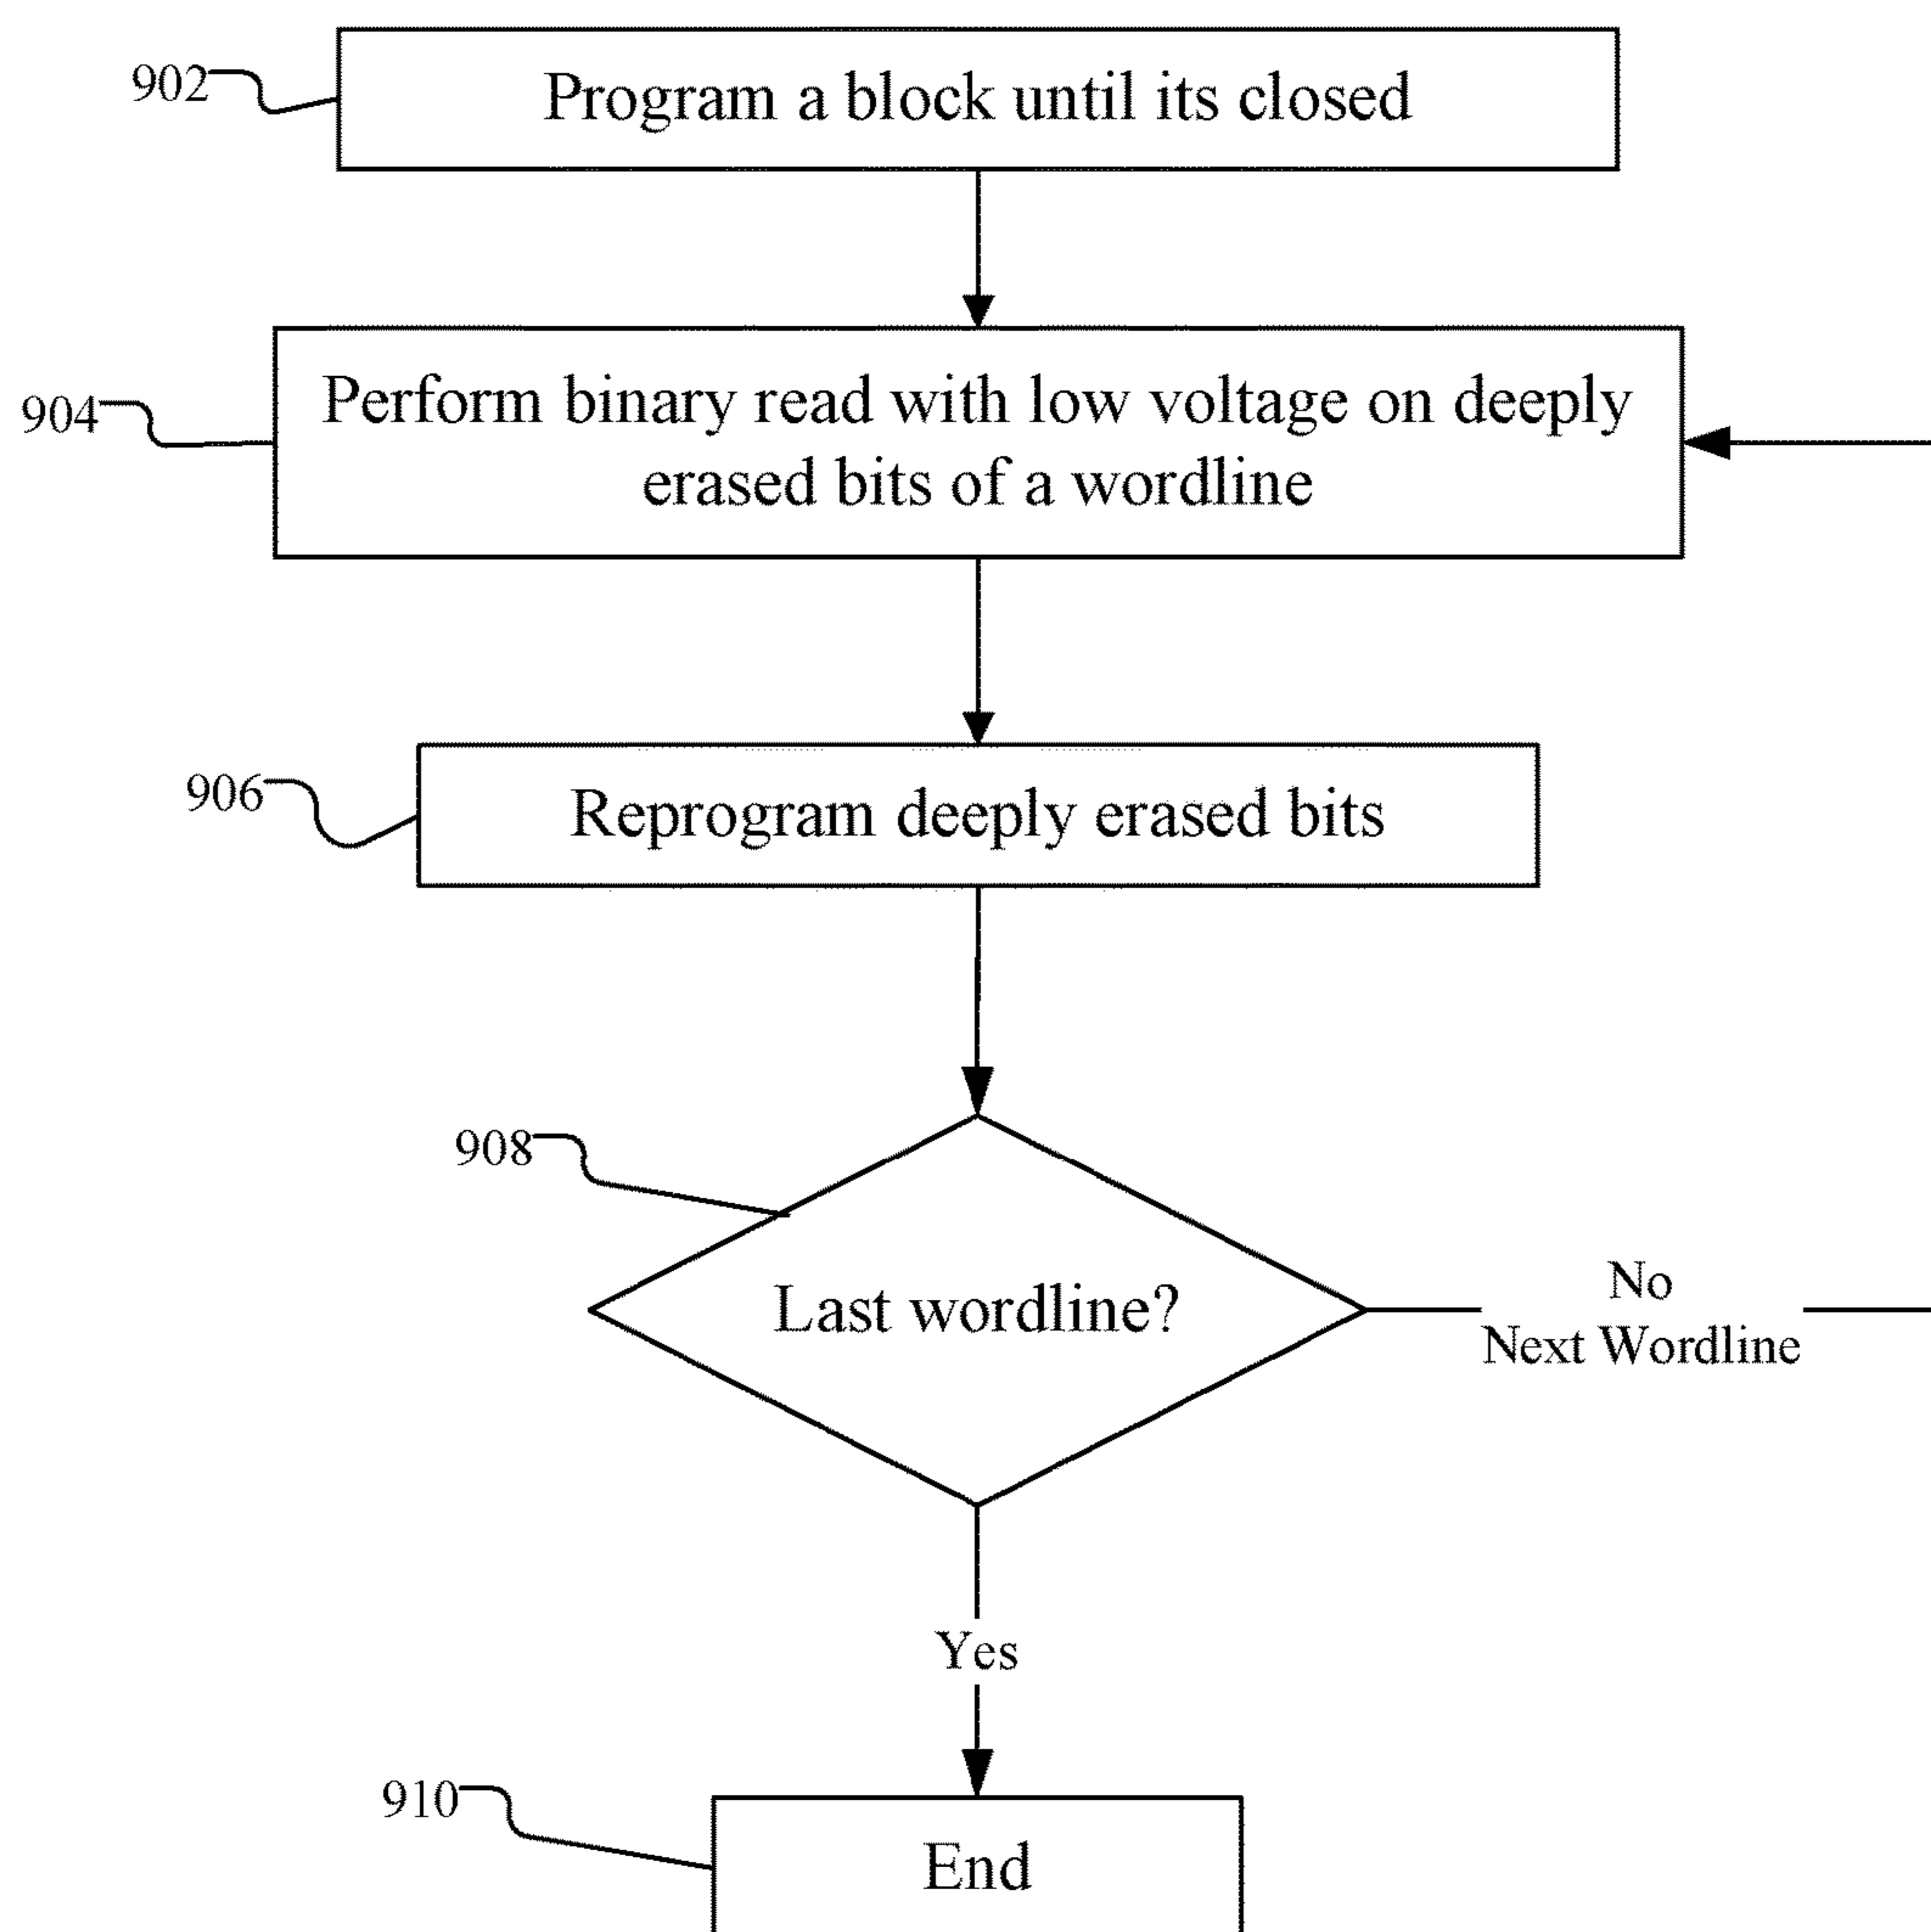 902
Program a block until its closed
904
Perform binary read with low voltage on deeply
erased bits of a wordline
906
Reprogram deeply erased bits
908
Last wordline?
No
Next Wordline
Yes
910
End